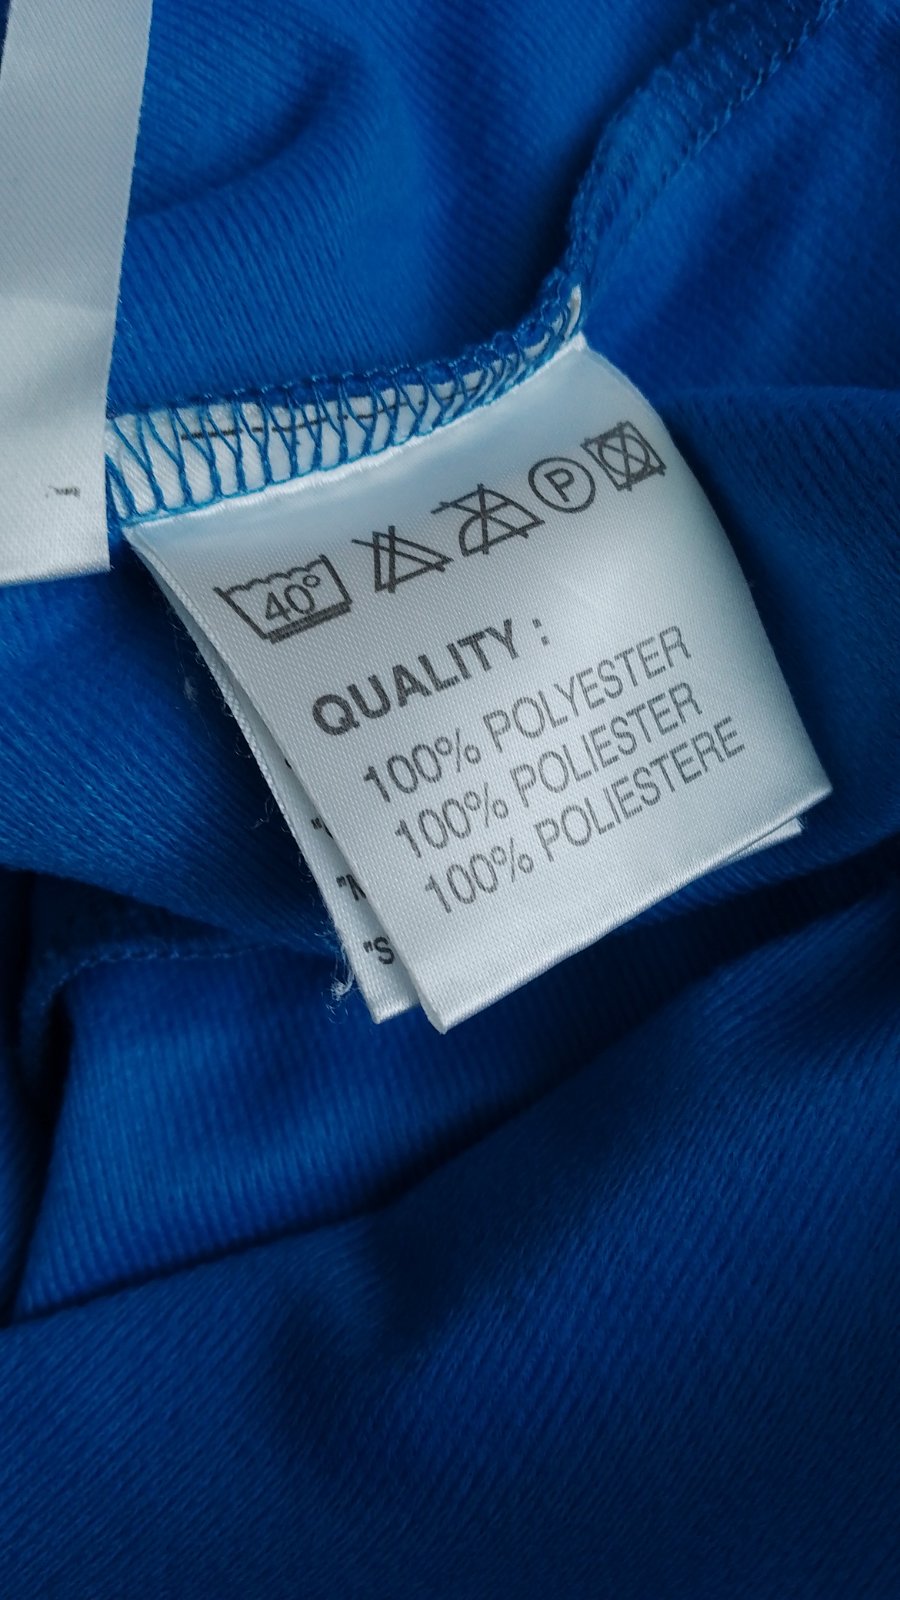 40°
P
QUALITY :
100% POLYESTER
100% POLIESTER
100% POLIESTERE